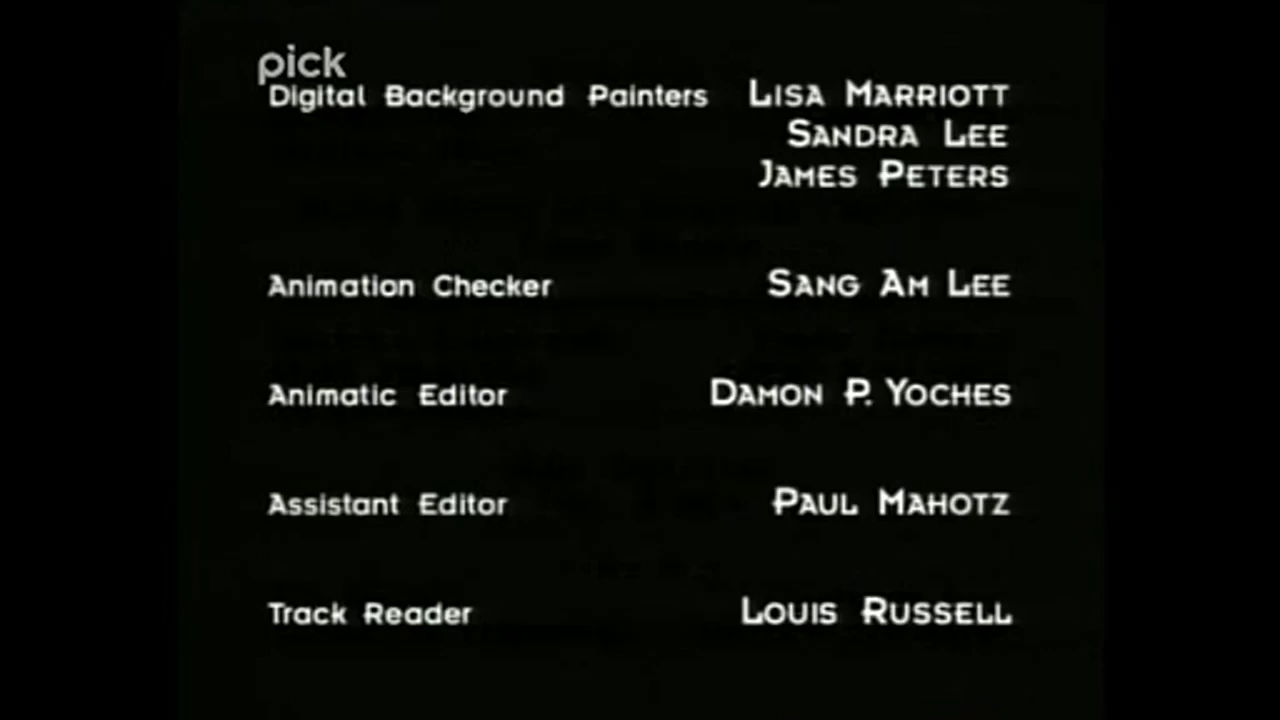 pick
Digital Background Painters Lisa Marriott
Sandra Lee
James Peters
Animation Checker Sang Am Lee
Animatic Editor Damon P. Yoches
Assistant Editor Paul Mahotz
Track Reader Louis Russell